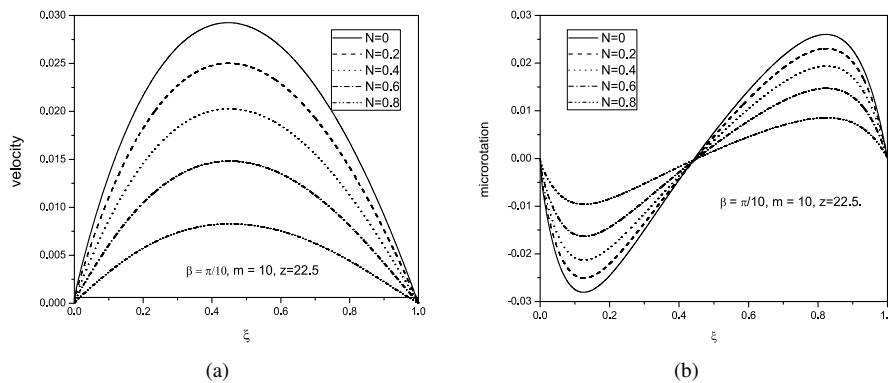 0.030
0.025
0.020
0.015
0.010
0.005
0.000
velocity
N=0
N=0.2
N=0.4
N=0.6
N=0.8
β = π/10, m = 10, z=22.5
0.0 0.2 0.4 0.6 0.8 1.0
ξ
(a)
0.03
0.02
0.01
0.00
-0.01
-0.02
-0.03
microrotation
N=0
N=0.2
N=0.4
N=0.6
N=0.8
β = π/10, m = 10, z=22.5.
0.0 0.2 0.4 0.6 0.8 1.0
ξ
(b)